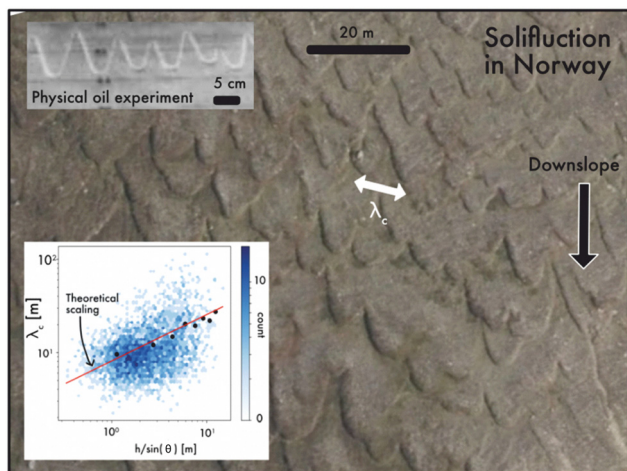 20 m
Solifluction
in Norway
Physical oil experiment
5 cm
Downslope
λc
10²
Theoretical
scaling
λc [m]
10¹
10
count
0
10⁰
10¹
h/sin(θ) [m]